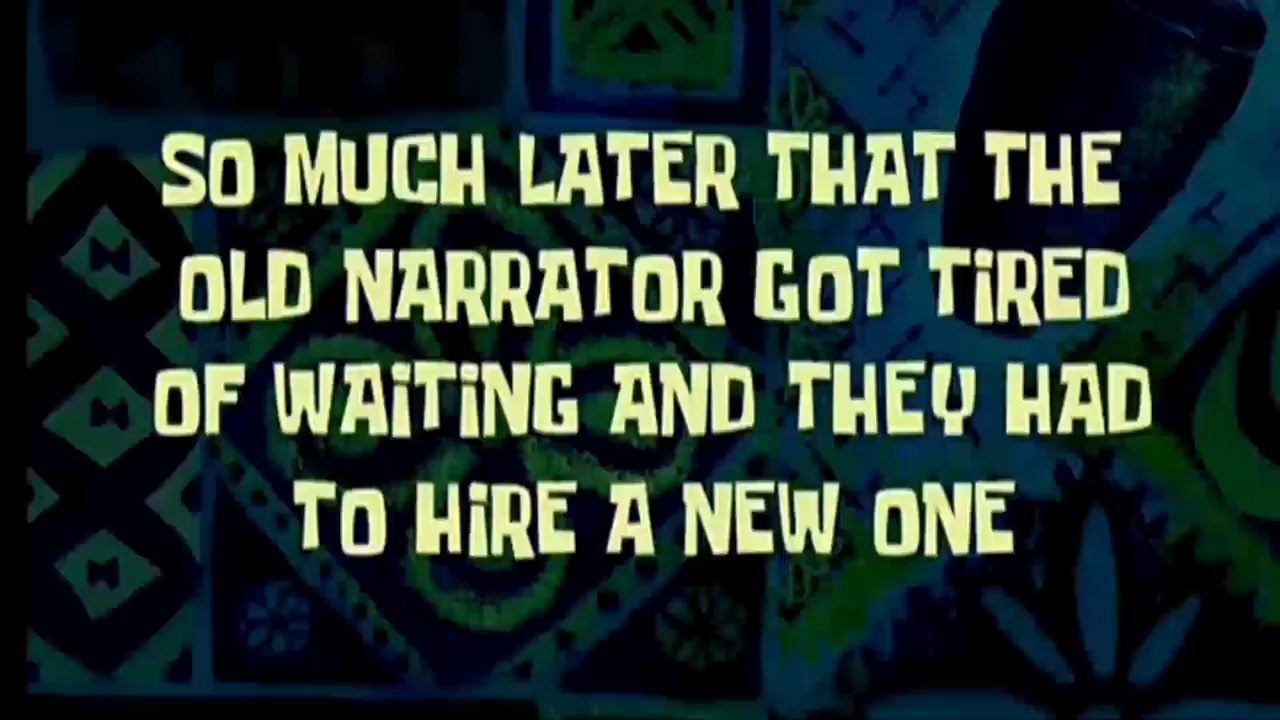 SO MUCH LATER THAT THE
OLD NARRATOR GOT TiRED
OF WAiTiNG AND THEY HAD
TO HiRE A NEW ONE